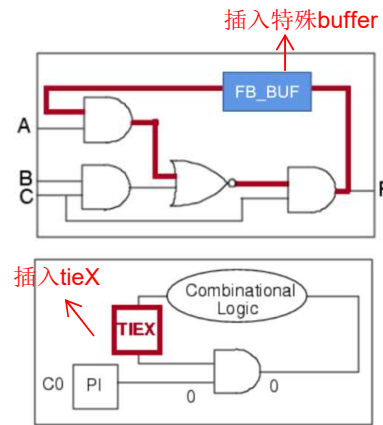 插入特殊buffer
FB_BUF
A
B
C
插入tieX
Combinational
Logic
TIEX
C0
PI
0
0